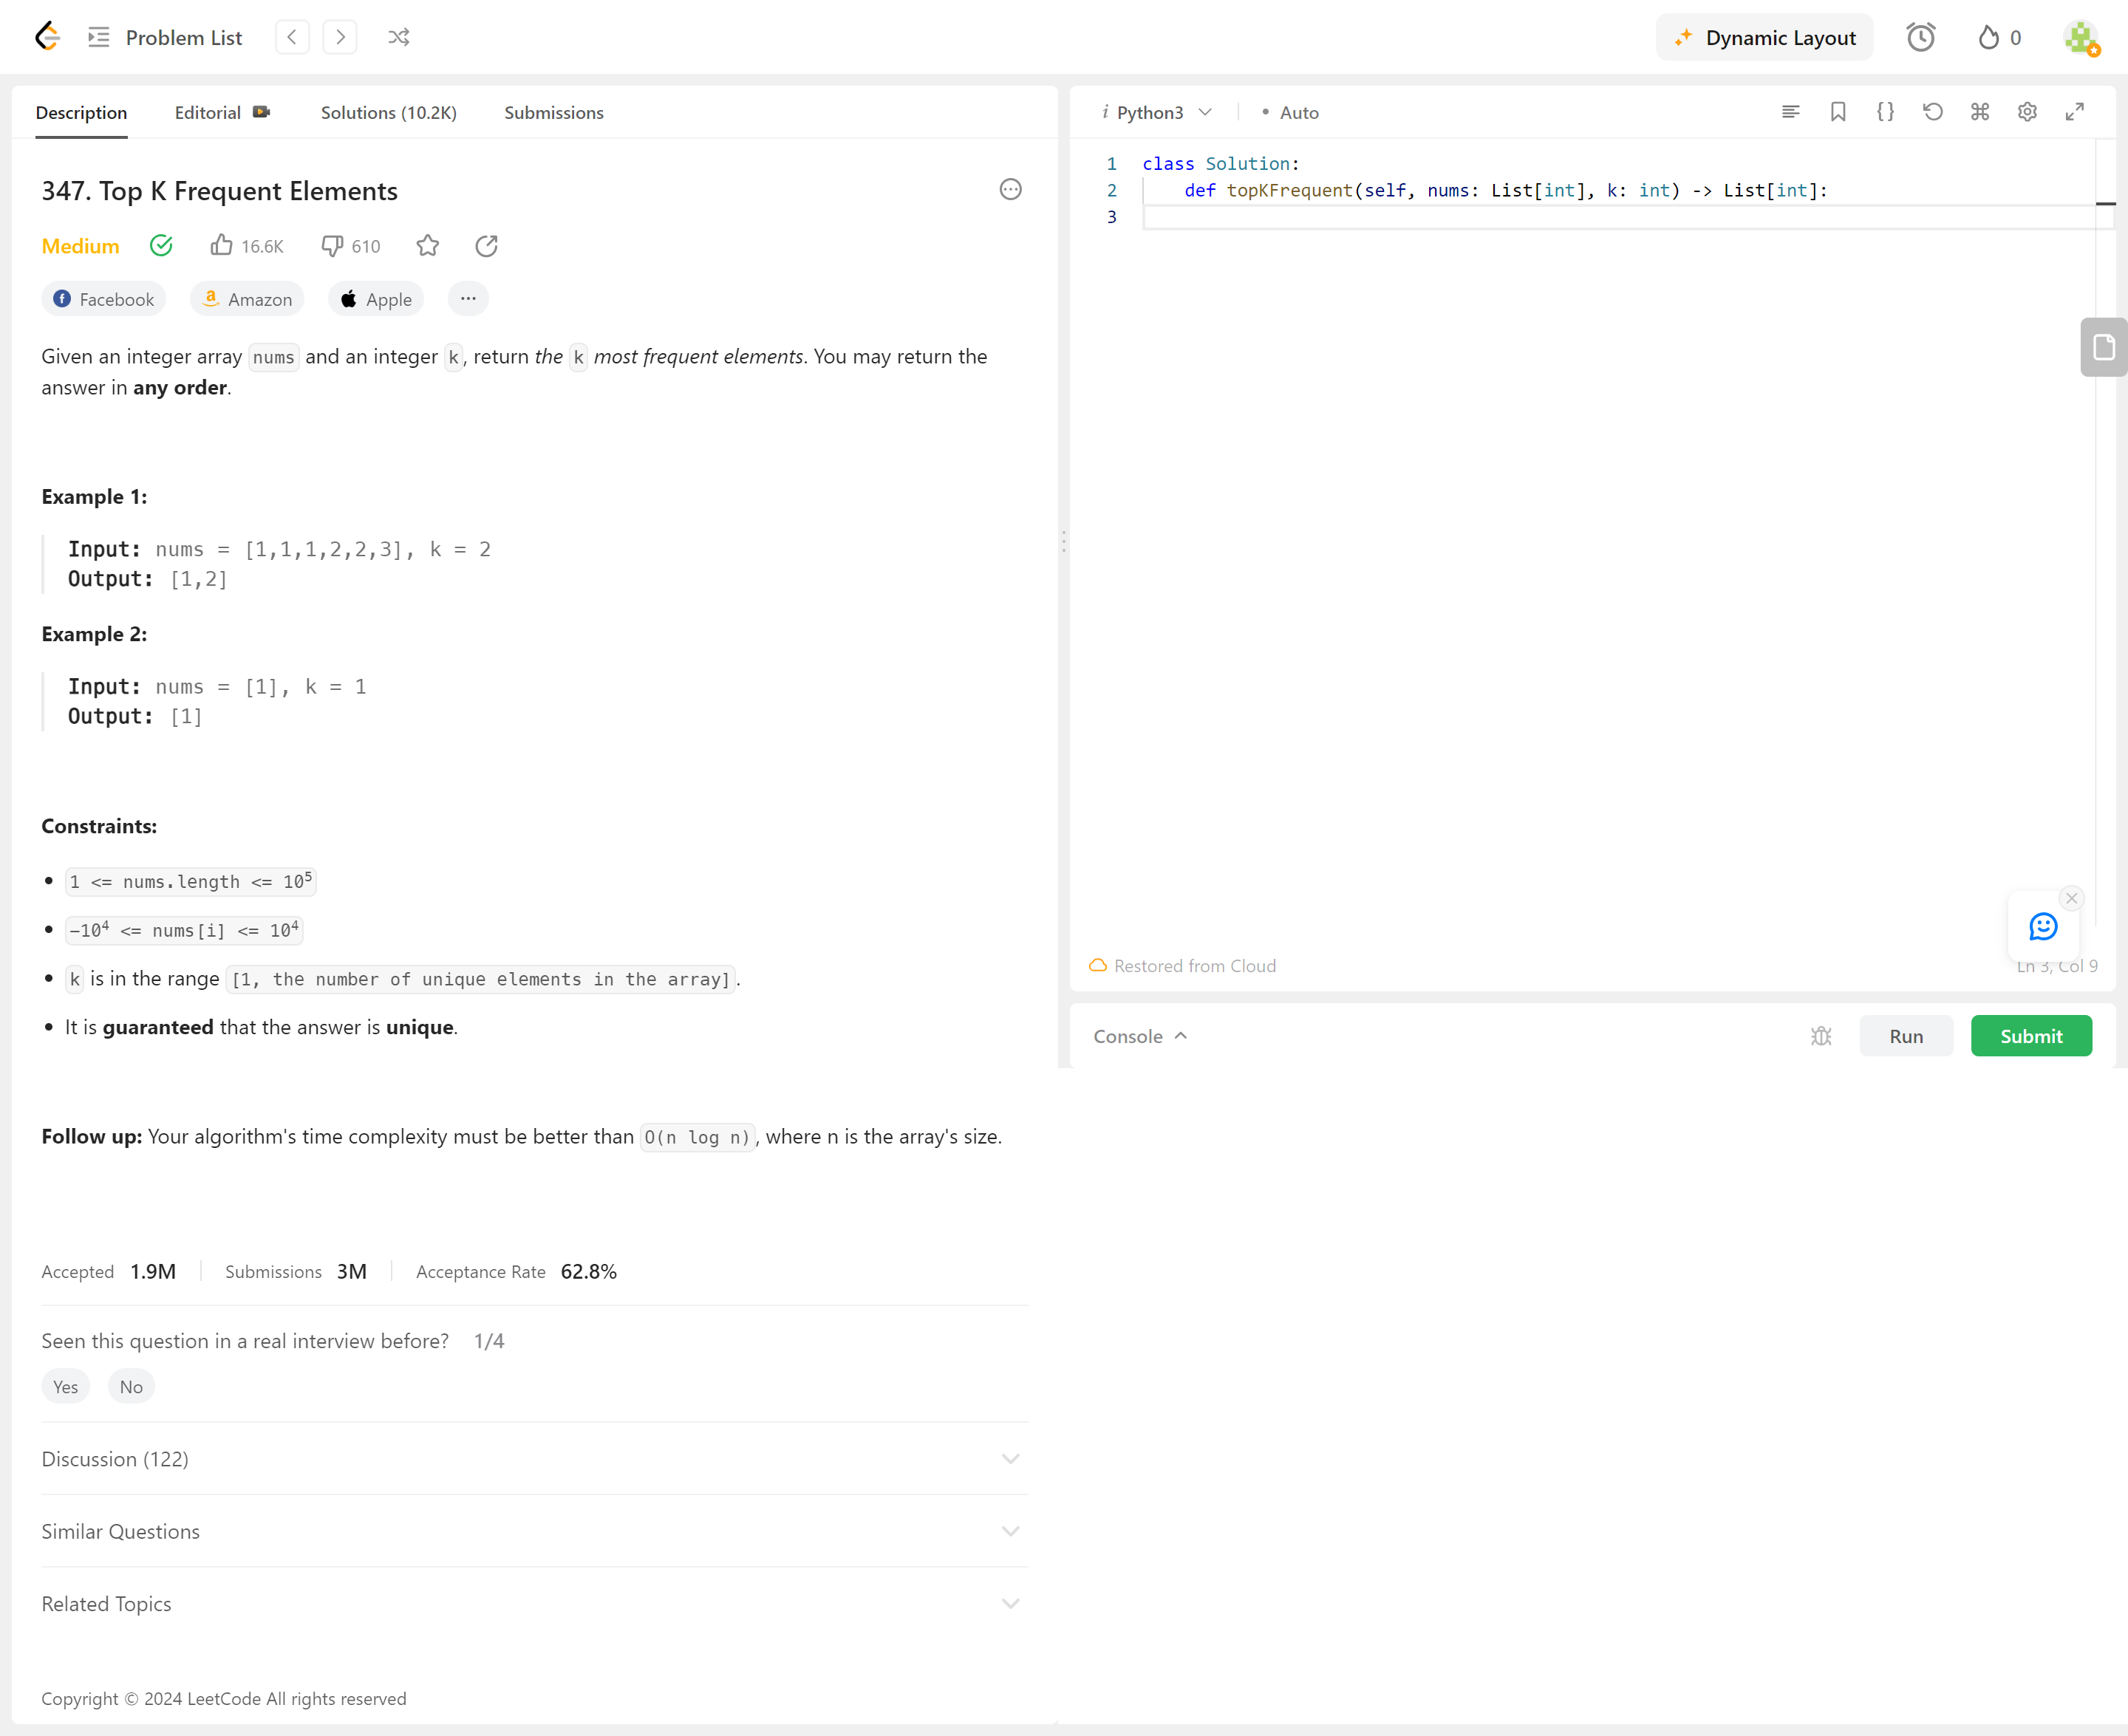 Problem List
Dynamic Layout
0
Description
Editorial
Solutions (10.2K)
Submissions
347. Top K Frequent Elements
Medium
16.6K
610
Facebook
Amazon
Apple
Given an integer array nums and an integer k, return the k most frequent elements. You may return the
answer in any order.
Example 1:
Input: nums = [1,1,1,2,2,3], k = 2
Output: [1,2]
Example 2:
Input: nums = [1], k = 1
Output: [1]
Constraints:
• 1 <= nums.length <= 10⁵
• -10⁴ <= nums[i] <= 10⁴
• k is in the range [1, the number of unique elements in the array].
• It is guaranteed that the answer is unique.
Follow up: Your algorithm's time complexity must be better than O(n log n), where n is the array's size.
Accepted 1.9M
Submissions 3M
Acceptance Rate 62.8%
Seen this question in a real interview before? 1/4
Yes
No
Discussion (122)
Similar Questions
Related Topics
Copyright © 2024 LeetCode All rights reserved
i Python3
• Auto
1 class Solution:
2     def topKFrequent(self, nums: List[int], k: int) -> List[int]:
3
Restored from Cloud
Ln 3, Col 9
Console
Run
Submit